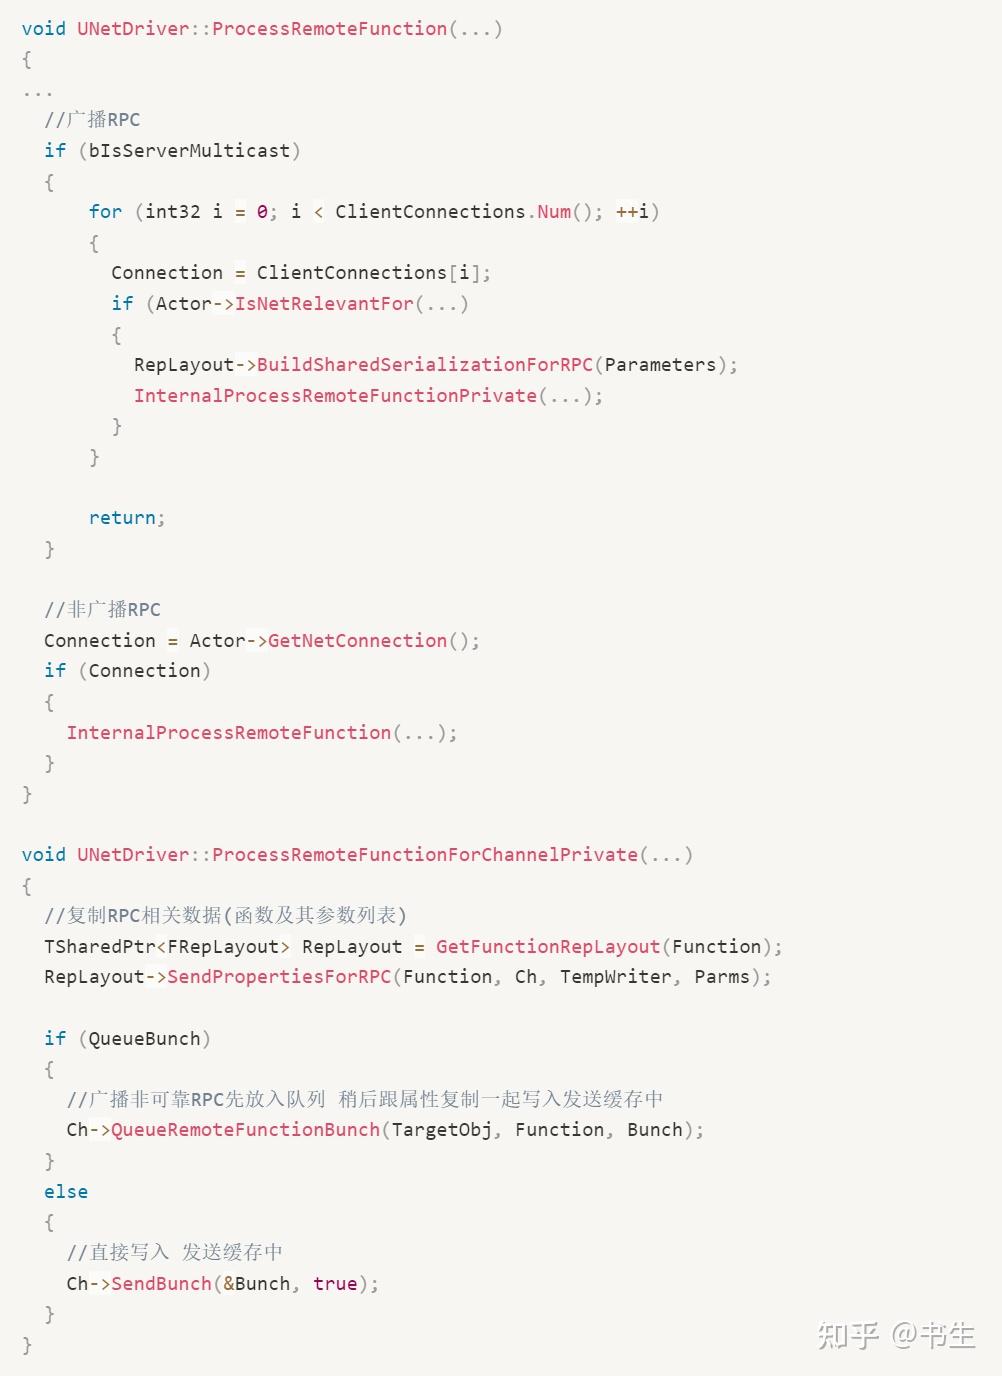 void UNetDriver::ProcessRemoteFunction(...)
{
...
  //广播RPC
  if (bIsServerMulticast)
  {
      for (int32 i = 0; i < ClientConnections.Num(); ++i)
      {
        Connection = ClientConnections[i];
        if (Actor->IsNetRelevantFor(...)
        {
          RepLayout->BuildSharedSerializationForRPC(Parameters);
          InternalProcessRemoteFunctionPrivate(...);
        }
      }

      return;
  }

  //非广播RPC
  Connection = Actor->GetNetConnection();
  if (Connection)
  {
    InternalProcessRemoteFunction(...);
  }
}

void UNetDriver::ProcessRemoteFunctionForChannelPrivate(...)
{
  //复制RPC相关数据(函数及其参数列表)
  TSharedPtr<FRepLayout> RepLayout = GetFunctionRepLayout(Function);
  RepLayout->SendPropertiesForRPC(Function, Ch, TempWriter, Parms);

  if (QueueBunch)
  {
    //广播非可靠RPC先放入队列 稍后跟属性复制一起写入发送缓存中
    Ch->QueueRemoteFunctionBunch(TargetObj, Function, Bunch);
  }
  else
  {
    //直接写入 发送缓存中
    Ch->SendBunch(&Bunch, true);
  }
}
知乎 @书生